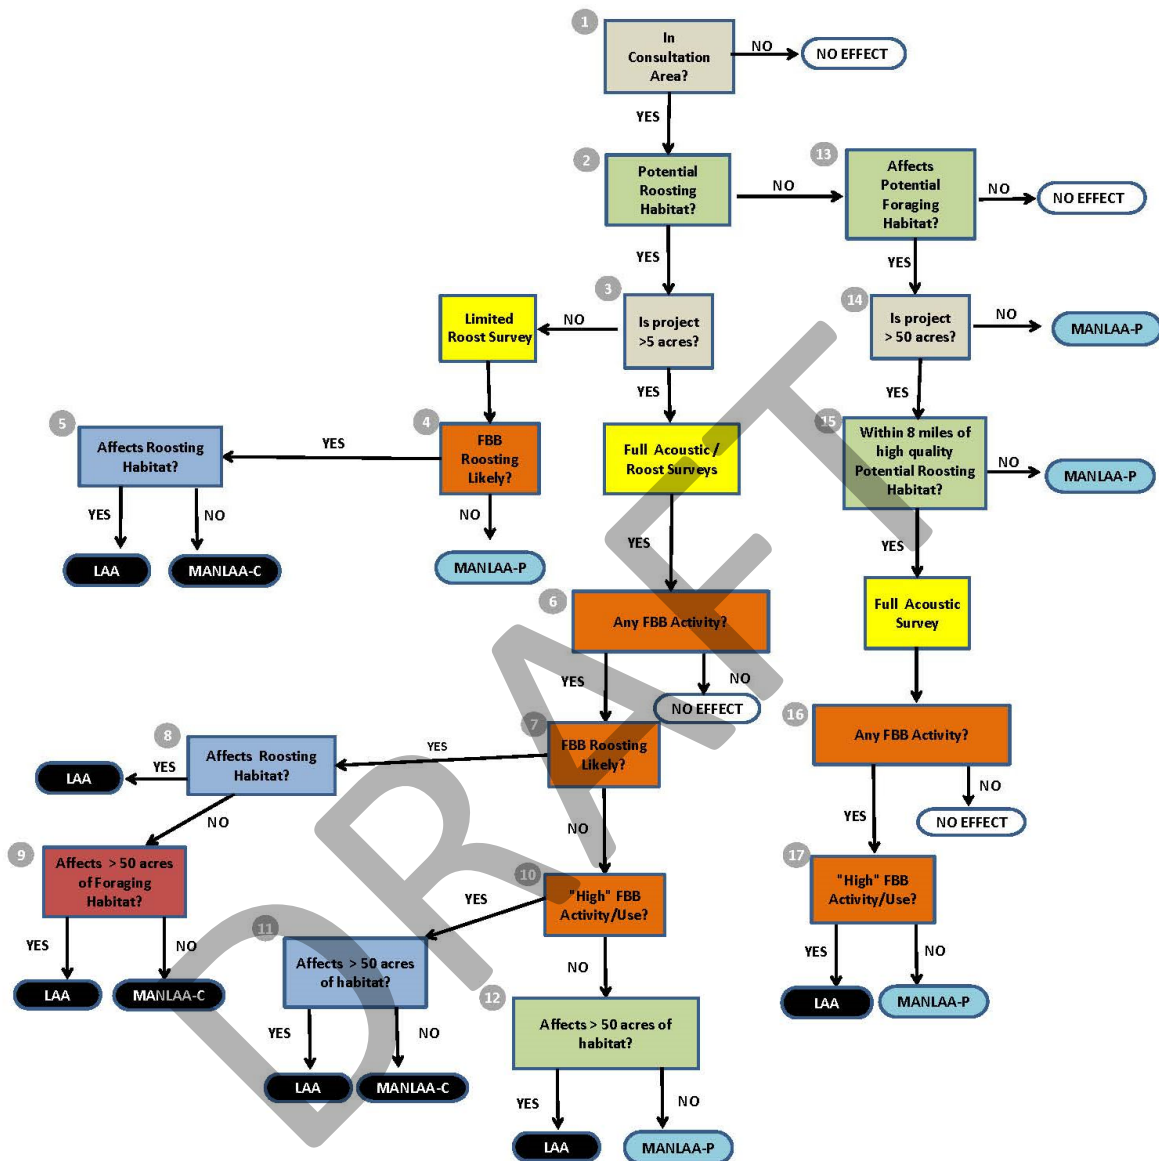 1
In
Consultation
Area?
NO
NO EFFECT
YES
2
Potential
Roosting
Habitat?
NO
13
Affects
Potential
Foraging
Habitat?
NO
NO EFFECT
YES
YES
3
Is project
>5 acres?
NO
Limited
Roost Survey
14
Is project
> 50 acres?
NO
MANLAA-P
YES
YES
5
Affects Roosting
Habitat?
YES
4
FBB
Roosting
Likely?
Full Acoustic /
Roost Surveys
15
Within 8 miles of
high quality
Potential Roosting
Habitat?
NO
MANLAA-P
YES
NO
LAA
MANLAA-C
NO
MANLAA-P
YES
YES
6
Any FBB Activity?
Full Acoustic
Survey
YES
NO
NO EFFECT
16
Any FBB Activity?
8
Affects Roosting
Habitat?
YES
LAA
YES
7
FBB Roosting
Likely?
NO
NO
YES
NO
NO EFFECT
9
Affects > 50 acres
of Foraging
Habitat?
YES
NO
LAA
MANLAA-C
10
"High" FBB
Activity/Use?
YES
17
"High" FBB
Activity/Use?
YES
NO
LAA
MANLAA-P
11
Affects > 50 acres
of habitat?
NO
YES
NO
LAA
MANLAA-C
12
Affects > 50 acres of
habitat?
YES
NO
LAA
MANLAA-P
DRAFT